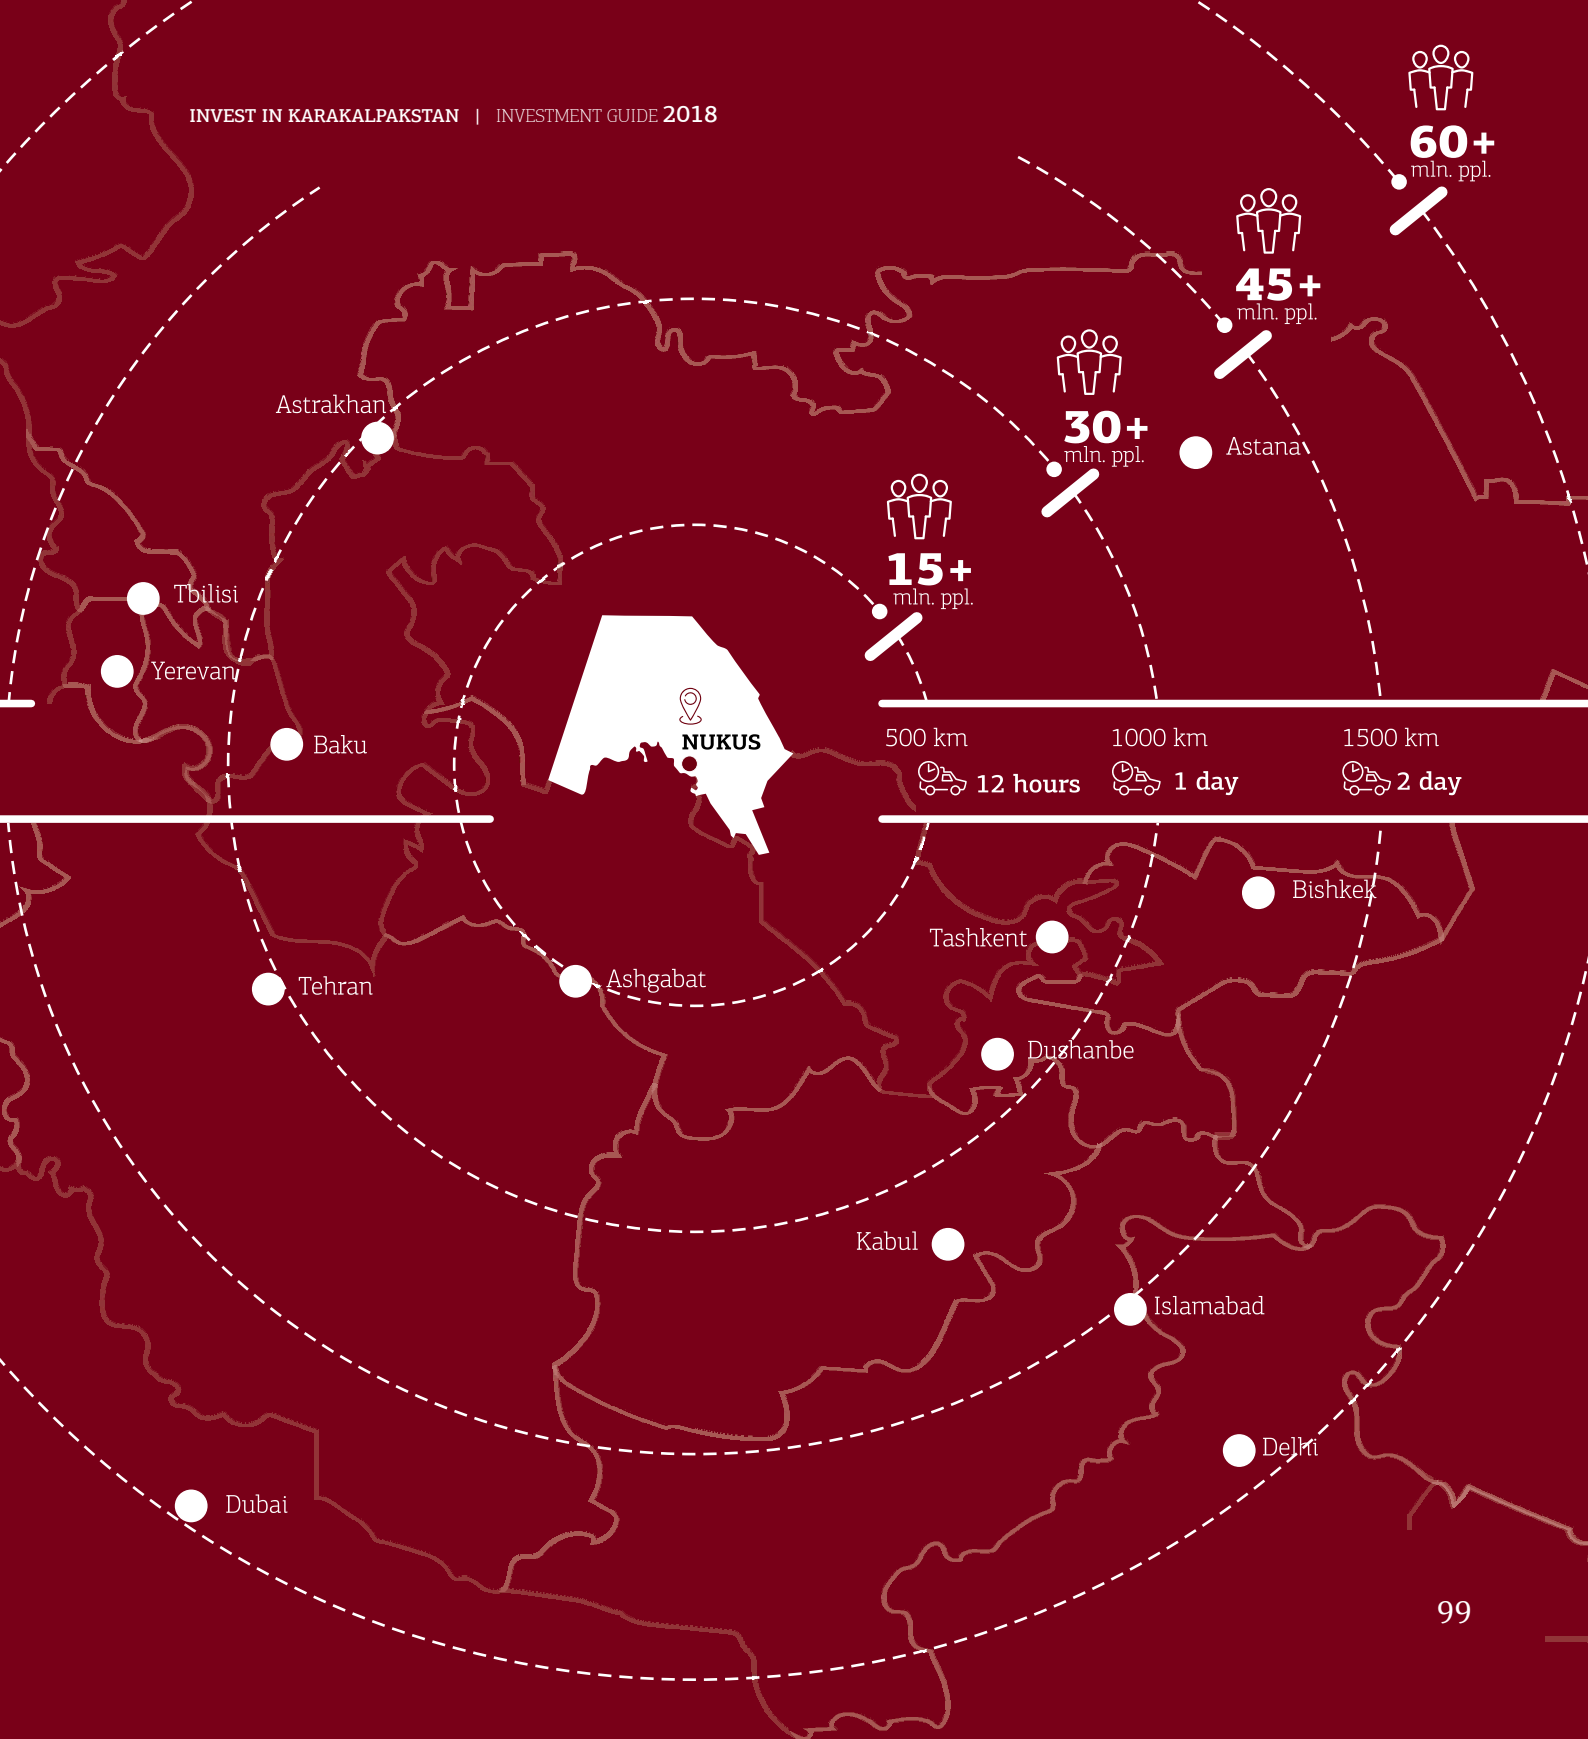 INVEST IN KARAKALPAKSTAN | INVESTMENT GUIDE 2018
60+
mln. ppl.
45+
mln. ppl.
30+
mln. ppl.
Astrakhan
Astana
15+
mln. ppl.
Tbilisi
Yerevan
Baku
NUKUS
500 km
1000 km
1500 km
12 hours
1 day
2 day
Bishkek
Tashkent
Ashgabat
Tehran
Dushanbe
Kabul
Islamabad
Delhi
Dubai
99